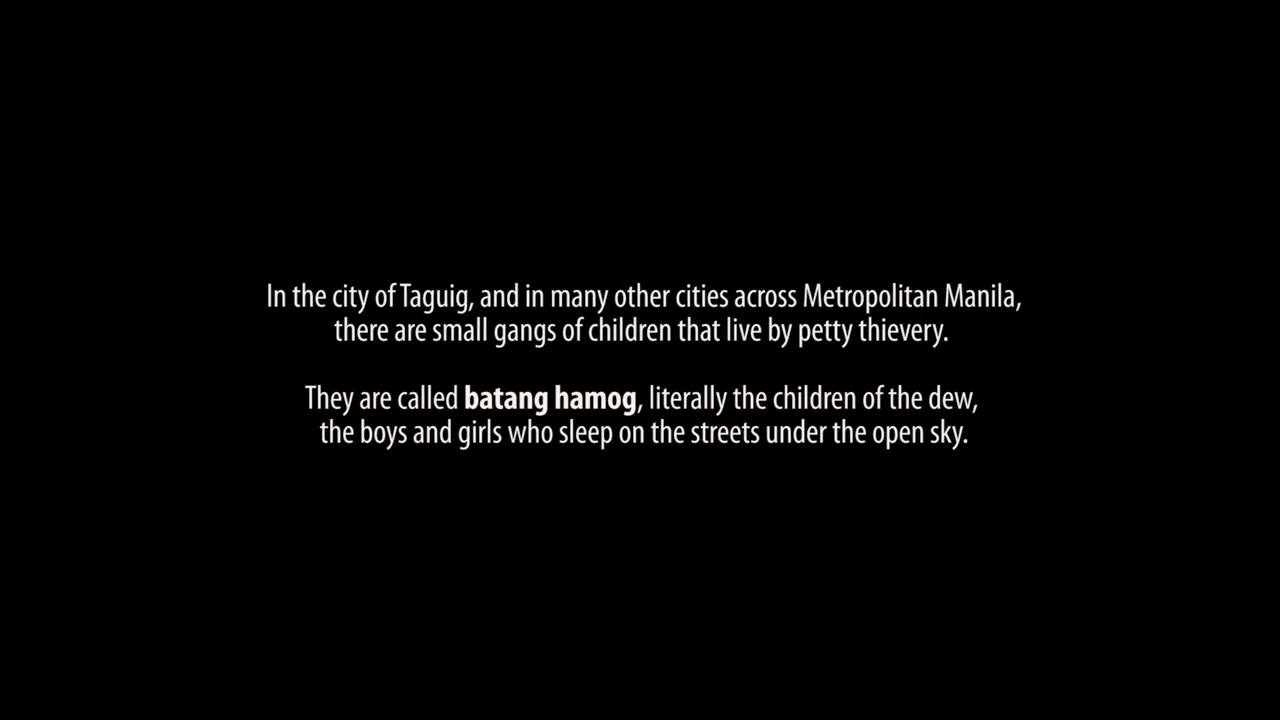 In the city of Taguig, and in many other cities across Metropolitan Manila,
there are small gangs of children that live by petty thievery.
They are called batang hamog, literally the children of the dew,
the boys and girls who sleep on the streets under the open sky.